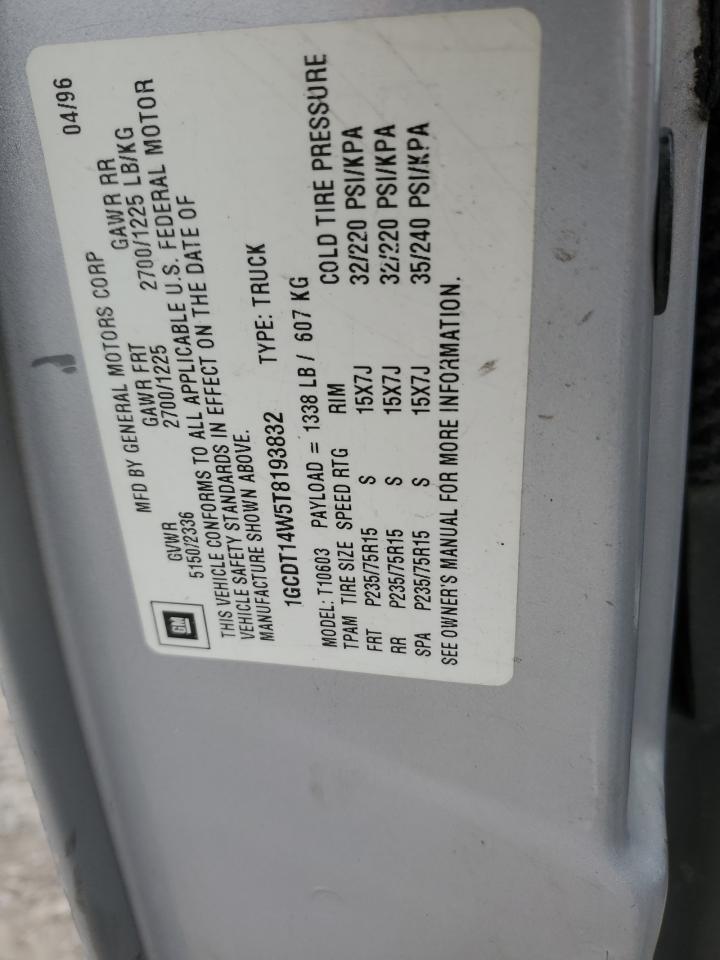 GM
MFD BY GENERAL MOTORS CORP 04/96
GVWR GAWR FRT GAWR RR
5150/2336 2700/1225 2700/1225 LB/KG
THIS VEHICLE CONFORMS TO ALL APPLICABLE U.S. FEDERAL MOTOR
VEHICLE SAFETY STANDARDS IN EFFECT ON THE DATE OF
MANUFACTURE SHOWN ABOVE.
1GCDT14W5T8193832 TYPE: TRUCK
MODEL: T10603 PAYLOAD = 1338 LB / 607 KG
TPAM TIRE SIZE SPEED RTG RIM COLD TIRE PRESSURE
FRT P235/75R15 S 15X7J 32/220 PSI/KPA
RR P235/75R15 S 15X7J 32/220 PSI/KPA
SPA P235/75R15 S 15X7J 35/240 PSI/KPA
SEE OWNER'S MANUAL FOR MORE INFORMATION.